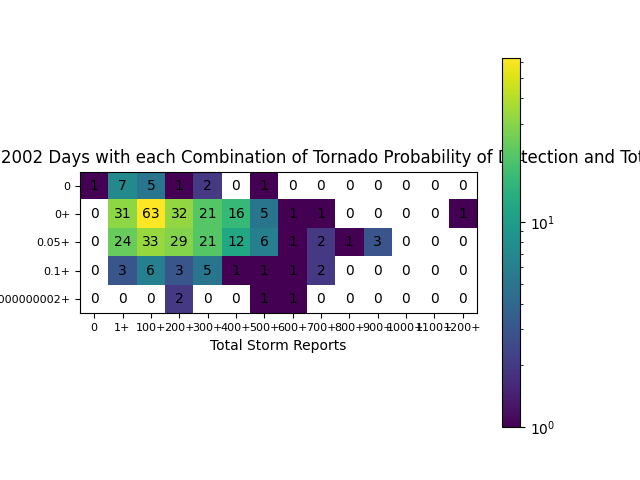 2002 Days with each Combination of Tornado Probability of Detection and Tot
0 1 7 5 1 2 0 1 0 0 0 0 0 0 0
0+ 0 31 63 32 21 16 5 1 1 0 0 0 0 1
0.05+ 0 24 33 29 21 12 6 1 2 1 3 0 0 0
0.1+ 0 3 6 3 5 1 1 1 2 0 0 0 0 0
000000002+ 0 0 0 2 0 0 1 1 0 0 0 0 0 0
0 1+ 100+ 200+ 300+ 400+ 500+ 600+ 700+ 800+ 900+ 1000+ 1100+ 1200+
Total Storm Reports
10^1
10^0